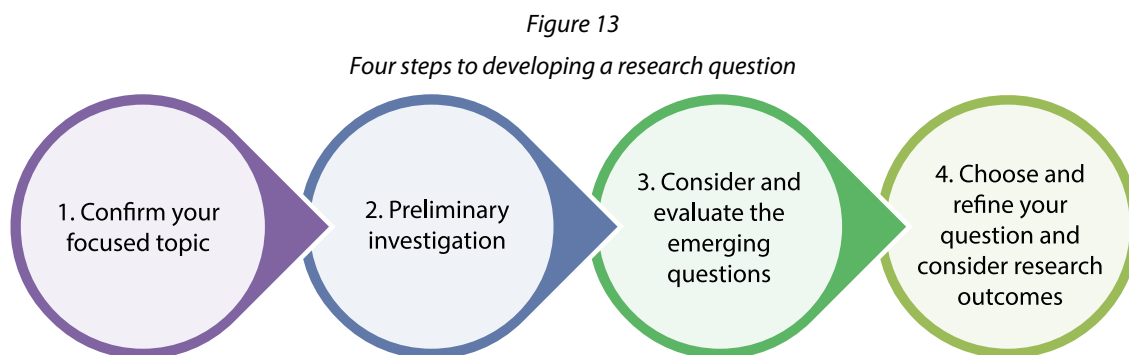 Figure 13
Four steps to developing a research question
1. Confirm your
focused topic
2. Preliminary
investigation
3. Consider and
evaluate the
emerging
questions
4. Choose and
refine your
question and
consider research
outcomes